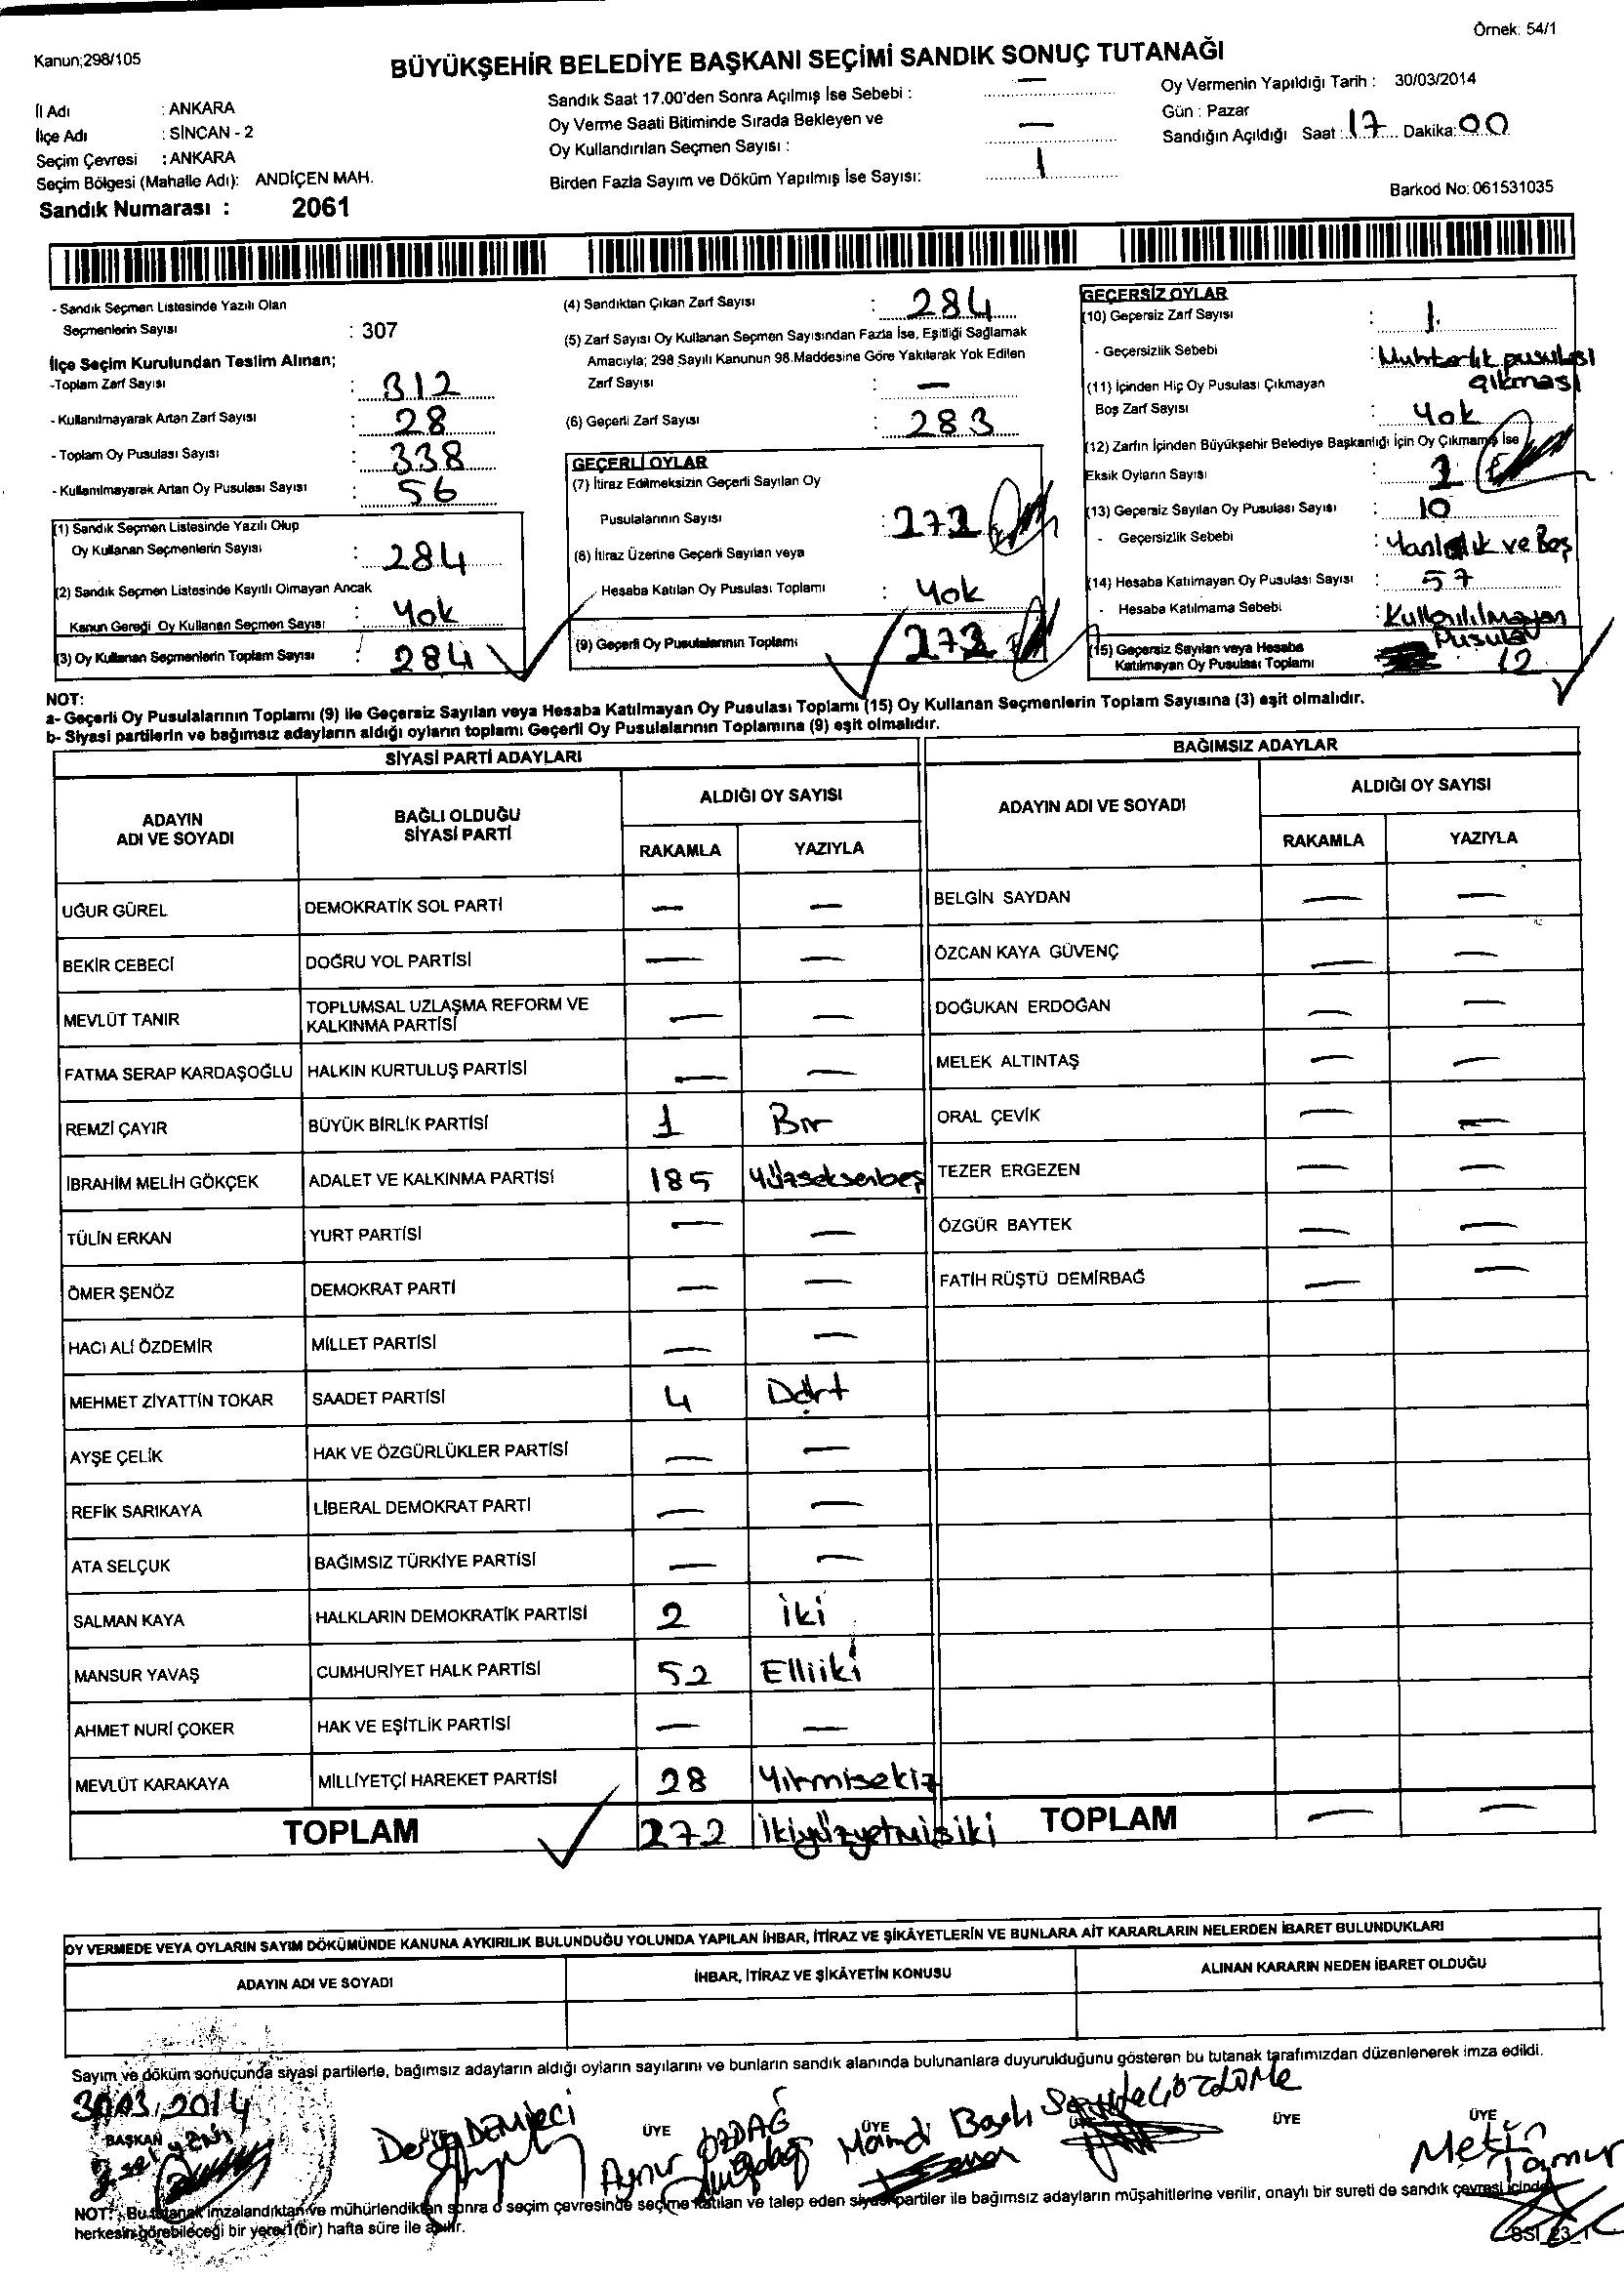 Örnek: 54/1
Kanun;298/105
BÜYÜKŞEHİR BELEDİYE BAŞKANI SEÇİMİ SANDIK SONUÇ TUTANAĞI
İl Adı : ANKARA
İlçe Adı : SİNCAN - 2
Seçim Çevresi : ANKARA
Seçim Bölgesi (Mahalle Adı): ANDİÇEN MAH.
Sandık Numarası : 2061
Sandık Saat 17.00'den Sonra Açılmış İse Sebebi : —
Oy Verme Saati Bitiminde Sırada Bekleyen ve
Oy Kullandırılan Seçmen Sayısı : —
Birden Fazla Sayım ve Döküm Yapılmış İse Sayısı: 1
Oy Vermenin Yapıldığı Tarih : 30/03/2014
Gün : Pazar
Sandığın Açıldığı Saat : 17 Dakika: 00
Barkod No: 061531035
- Sandık Seçmen Listesinde Yazılı Olan
Seçmenlerin Sayısı : 307
İlçe Seçim Kurulundan Teslim Alınan;
-Toplam Zarf Sayısı : 312
- Kullanılmayarak Artan Zarf Sayısı : 28
- Toplam Oy Pusulası Sayısı : 338
- Kullanılmayarak Artan Oy Pusulası Sayısı : 56
(1) Sandık Seçmen Listesinde Yazılı Olup
Oy Kullanan Seçmenlerin Sayısı : 284
(2) Sandık Seçmen Listesinde Kayıtlı Olmayan Ancak
Kanun Gereği Oy Kullanan Seçmen Sayısı : Yok
(3) Oy Kullanan Seçmenlerin Toplam Sayısı : 284
(4) Sandıktan Çıkan Zarf Sayısı : 284
(5) Zarf Sayısı Oy Kullanan Seçmen Sayısından Fazla İse, Eşitliği Sağlamak
Amacıyla; 298 Sayılı Kanunun 98.Maddesine Göre Yakılarak Yok Edilen
Zarf Sayısı : —
(6) Geçerli Zarf Sayısı : 283
GEÇERLİ OYLAR
(7) İtiraz Edilmeksizin Geçerli Sayılan Oy
Pusulalarının Sayısı : 272
(8) İtiraz Üzerine Geçerli Sayılan veya
Hesaba Katılan Oy Pusulası Toplamı : Yok
(9) Geçerli Oy Pusulalarının Toplamı : 272
GEÇERSİZ OYLAR
(10) Geçersiz Zarf Sayısı : 1
- Geçersizlik Sebebi : Muhtarlık pusulası
çıkması
(11) İçinden Hiç Oy Pusulası Çıkmayan
Boş Zarf Sayısı : Yok
(12) Zarfın İçinden Büyükşehir Belediye Başkanlığı İçin Oy Çıkmamış İse
Eksik Oyların Sayısı : 1
(13) Geçersiz Sayılan Oy Pusulası Sayısı : 10
- Geçersizlik Sebebi : Yanlışlık ve Boş
(14) Hesaba Katılmayan Oy Pusulası Sayısı : 57
- Hesaba Katılmama Sebebi : Kullanılmayan
Pusula
(15) Geçersiz Sayılan veya Hesaba
Katılmayan Oy Pusulası Toplamı 12
NOT:
a- Geçerli Oy Pusulalarının Toplamı (9) ile Geçersiz Sayılan veya Hesaba Katılmayan Oy Pusulası Toplamı (15) Oy Kullanan Seçmenlerin Toplam Sayısına (3) eşit olmalıdır.
b- Siyasi partilerin ve bağımsız adayların aldığı oyların toplamı Geçerli Oy Pusulalarının Toplamına (9) eşit olmalıdır.
SİYASİ PARTİ ADAYLARI
ADAYIN ADI VE SOYADI BAĞLI OLDUĞU SİYASİ PARTİ ALDIĞI OY SAYISI
RAKAMLA YAZIYLA
UĞUR GÜREL DEMOKRATİK SOL PARTİ — —
BEKİR CEBECİ DOĞRU YOL PARTİSİ — —
MEVLÜT TANIR TOPLUMSAL UZLAŞMA REFORM VE KALKINMA PARTİSİ — —
FATMA SERAP KARDAŞOĞLU HALKIN KURTULUŞ PARTİSİ — —
REMZİ ÇAYIR BÜYÜK BİRLİK PARTİSİ 1 Bir
İBRAHİM MELİH GÖKÇEK ADALET VE KALKINMA PARTİSİ 185 Yüzseksenbeş
TÜLİN ERKAN YURT PARTİSİ — —
ÖMER ŞENÖZ DEMOKRAT PARTİ — —
HACI ALİ ÖZDEMİR MİLLET PARTİSİ — —
MEHMET ZİYATTİN TOKAR SAADET PARTİSİ 4 Dört
AYŞE ÇELİK HAK VE ÖZGÜRLÜKLER PARTİSİ — —
REFİK SARIKAYA LİBERAL DEMOKRAT PARTİ — —
ATA SELÇUK BAĞIMSIZ TÜRKİYE PARTİSİ — —
SALMAN KAYA HALKLARIN DEMOKRATİK PARTİSİ 2 İki
MANSUR YAVAŞ CUMHURİYET HALK PARTİSİ 52 Elliiki
AHMET NURİ ÇOKER HAK VE EŞİTLİK PARTİSİ — —
MEVLÜT KARAKAYA MİLLİYETÇİ HAREKET PARTİSİ 28 Yirmisekiz
TOPLAM 272 İkiyüzyetmişiki
BAĞIMSIZ ADAYLAR
ADAYIN ADI VE SOYADI ALDIĞI OY SAYISI
RAKAMLA YAZIYLA
BELGİN SAYDAN — —
ÖZCAN KAYA GÜVENÇ — —
DOĞUKAN ERDOĞAN — —
MELEK ALTINTAŞ — —
ORAL ÇEVİK — —
TEZER ERGEZEN — —
ÖZGÜR BAYTEK — —
FATİH RÜŞTÜ DEMİRBAĞ — —
TOPLAM — —
OY VERMEDE VEYA OYLARIN SAYIM DÖKÜMÜNDE KANUNA AYKIRILIK BULUNDUĞU YOLUNDA YAPILAN İHBAR, İTİRAZ VE ŞİKÂYETLERİN VE BUNLARA AİT KARARLARIN NELERDEN İBARET BULUNDUKLARI
ADAYIN ADI VE SOYADI İHBAR, İTİRAZ VE ŞİKÂYETİN KONUSU ALINAN KARARIN NEDEN İBARET OLDUĞU
Sayım ve döküm sonucunda siyasi partilerle, bağımsız adayların aldığı oyların sayılarını ve bunların sandık alanında bulunanlara duyurulduğunu gösteren bu tutanak tarafımızdan düzenlenerek imza edildi.
30.03.2014
BAŞKAN ÜYE ÜYE ÜYE ÜYE ÜYE
Derya DEMİRCİ ÖZDAĞ Hamdi Metin
NOT: Bu tutanak imzalandıktan ve mühürlendikten sonra o seçim çevresinde seçime katılan ve talep eden siyasi partiler ile bağımsız adayların müşahitlerine verilir, onaylı bir sureti de sandık çevresi içinde
herkesin görebileceği bir yere 1(bir) hafta süre ile asılır.